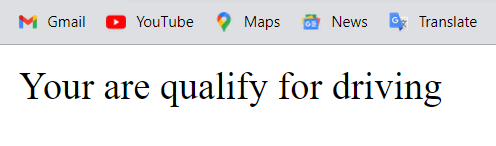 Gmail YouTube Maps News Translate
Your are qualify for driving